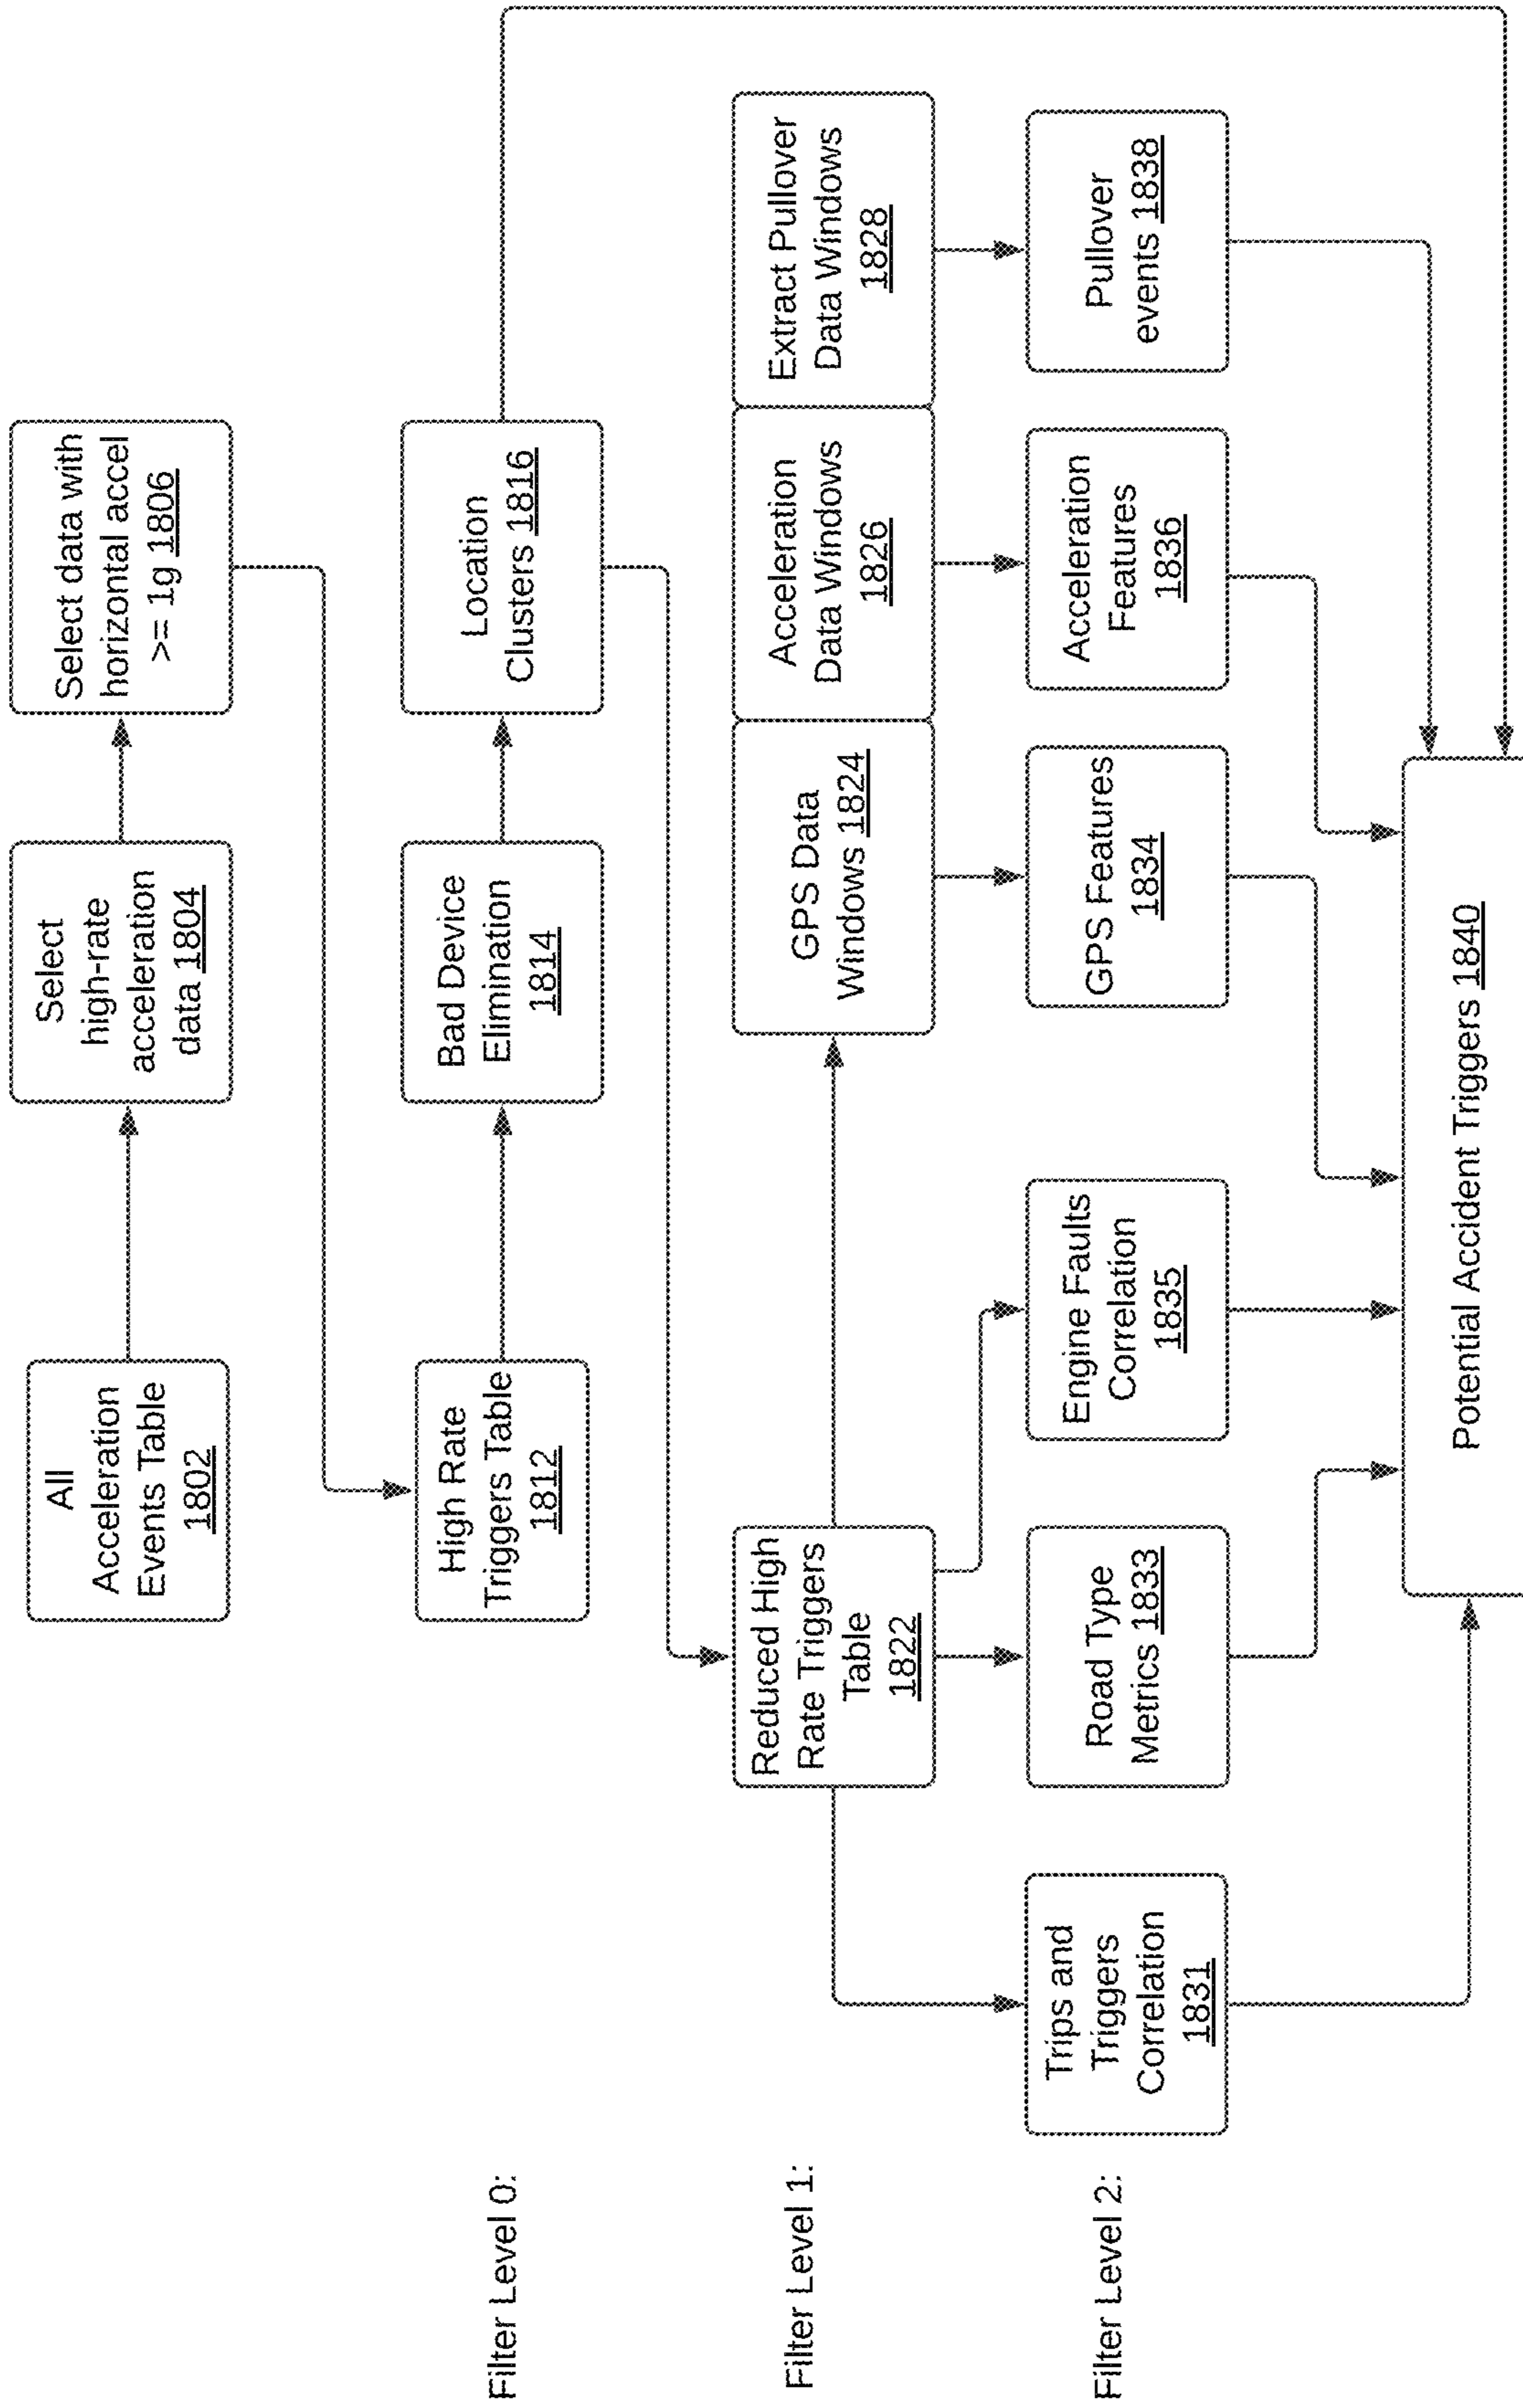 All
Acceleration
Events Table
1802
Select
high-rate
acceleration
data 1804
Select data with
horizontal accel
>= 1g 1806
Filter Level 0:
High Rate
Triggers Table
1812
Bad Device
Elimination
1814
Location
Clusters 1816
Filter Level 1:
Reduced High
Rate Triggers
Table
1822
GPS Data
Windows 1824
Acceleration
Data Windows
1826
Extract Pullover
Data Windows
1828
Filter Level 2:
Trips and
Triggers
Correlation
1831
Road Type
Metrics 1833
Engine Faults
Correlation
1835
GPS Features
1834
Acceleration
Features
1836
Pullover
events 1838
Potential Accident Triggers 1840